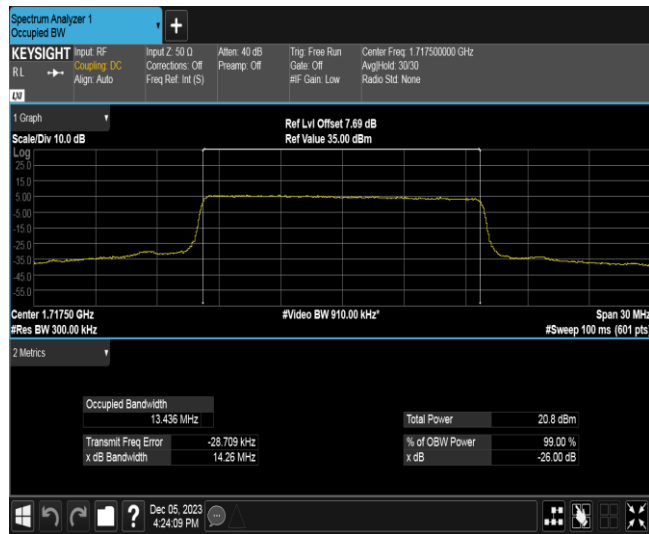 Spectrum Analyzer 1
Occupied BW
KEYSIGHT
RL
LXI
Input: RF
Coupling: DC
Align: Auto
Input Z: 50 Ω
Corrections: Off
Freq Ref: Int (S)
Atten: 40 dB
Preamp: Off
Trig: Free Run
Gate: Off
#IF Gain: Low
Center Freq: 1.717500000 GHz
Avg|Hold: 30/30
Radio Std: None
1 Graph
Scale/Div 10.0 dB
Ref Lvl Offset 7.69 dB
Ref Value 35.00 dBm
Log
25.0
15.0
5.00
-5.00
-15.0
-25.0
-35.0
-45.0
-55.0
Center 1.71750 GHz
#Video BW 910.00 kHz*
Span 30 MHz
#Res BW 300.00 kHz
#Sweep 100 ms (601 pts)
2 Metrics
Occupied Bandwidth
13.436 MHz
Total Power 20.8 dBm
Transmit Freq Error -28.709 kHz
% of OBW Power 99.00 %
x dB Bandwidth 14.26 MHz
x dB -26.00 dB
?
Dec 05, 2023
4:24:09 PM